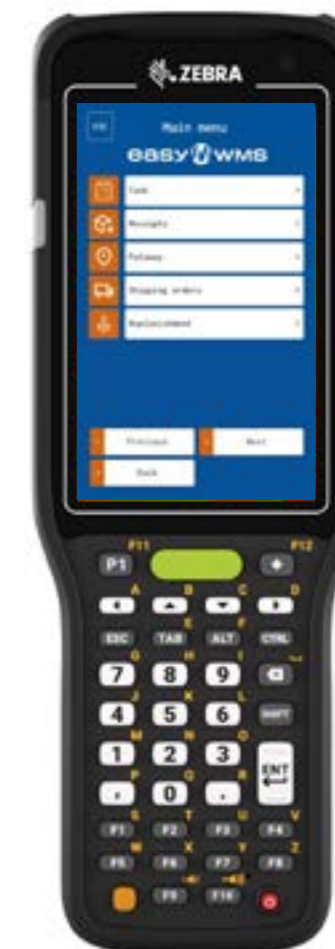 ZEBRA
Main menu
easy WMS
Task
Receipts
Putaway
Shipping orders
Replenishment
Previous
Next
Back
F11
F12
P1
A
B
C
D
E
F
ESC
TAB
ALT
CTRL
G
H
I
7
8
9
J
K
L
4
5
6
SHIFT
M
N
O
1
2
3
ENT
P
Q
R
,
0
.
S
T
U
V
F1
F2
F3
F4
W
X
Y
Z
F5
F6
F7
F8
F9
F10